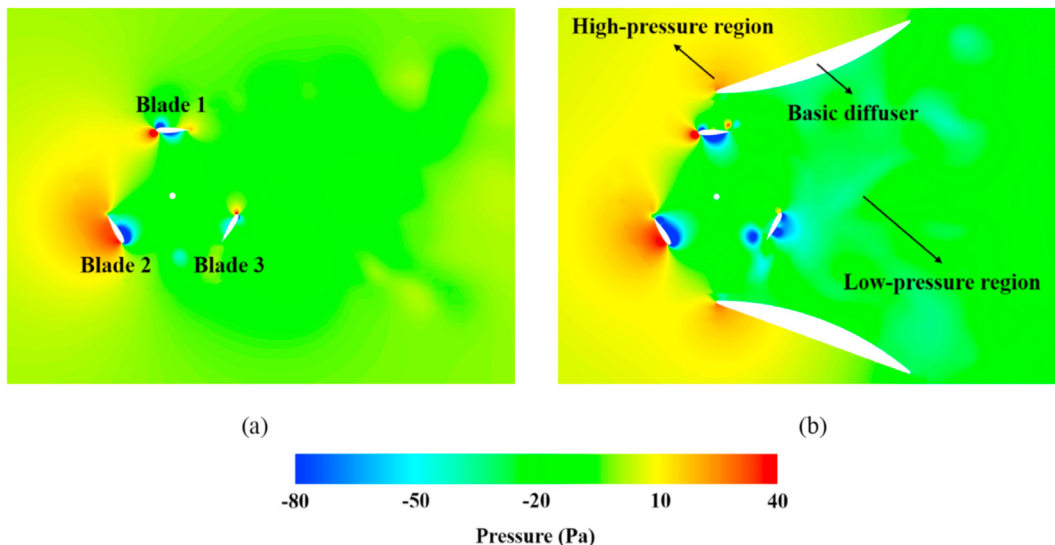 High-pressure region
Blade 1
Basic diffuser
Blade 2
Blade 3
Low-pressure region
(a)
(b)
-80
-50
-20
10
40
Pressure (Pa)